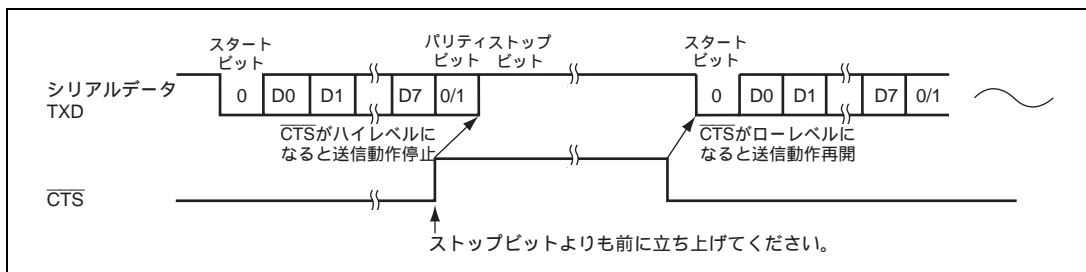 スタート
ビット
パリティストップ
ビット ビット
スタート
ビット
シリアルデータ
TXD
0 D0 D1 D7 0/1
0 D0 D1 D7 0/1
CTSがハイレベルに
なると送信動作停止
CTSがローレベルに
なると送信動作再開
CTS
ストップビットよりも前に立ち上げてください。